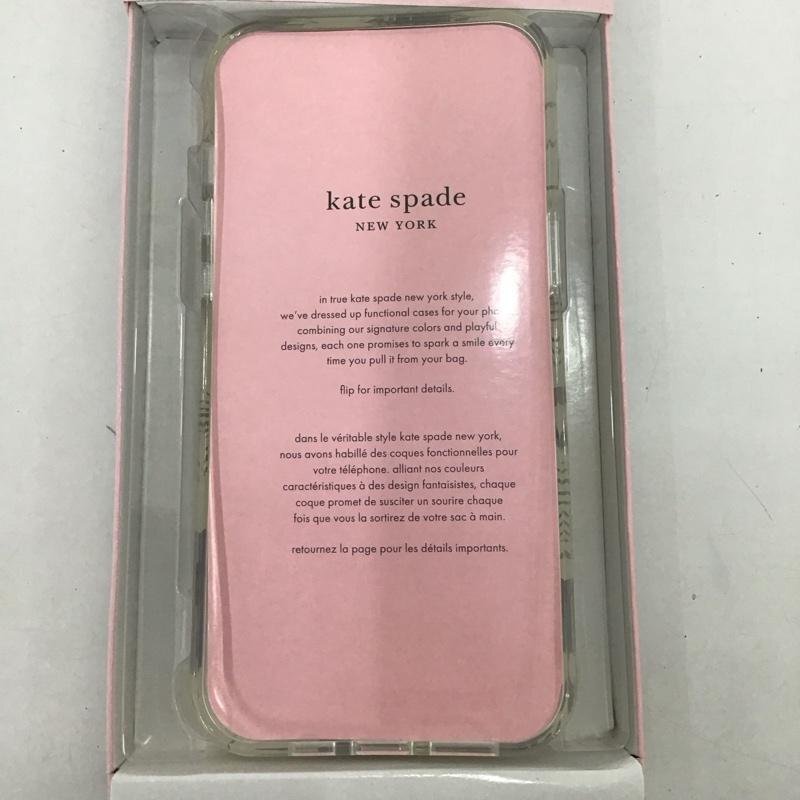 kate spade
NEW YORK
in true kate spade new york style,
we've dressed up functional cases for your
combining our signature colors and playful
designs, each one promises to spark a smile every
time you pull it from your bag.
flip for important details.
dans le véritable style kate spade new york,
nous avons habillé des coques fonctionnelles pour
votre téléphone. alliant nos couleurs
caractéristiques à des design fantaisistes, chaque
coque promet de susciter un sourire chaque
fois que vous la sortirez de votre sac à main.
retournez la page pour les détails importants.